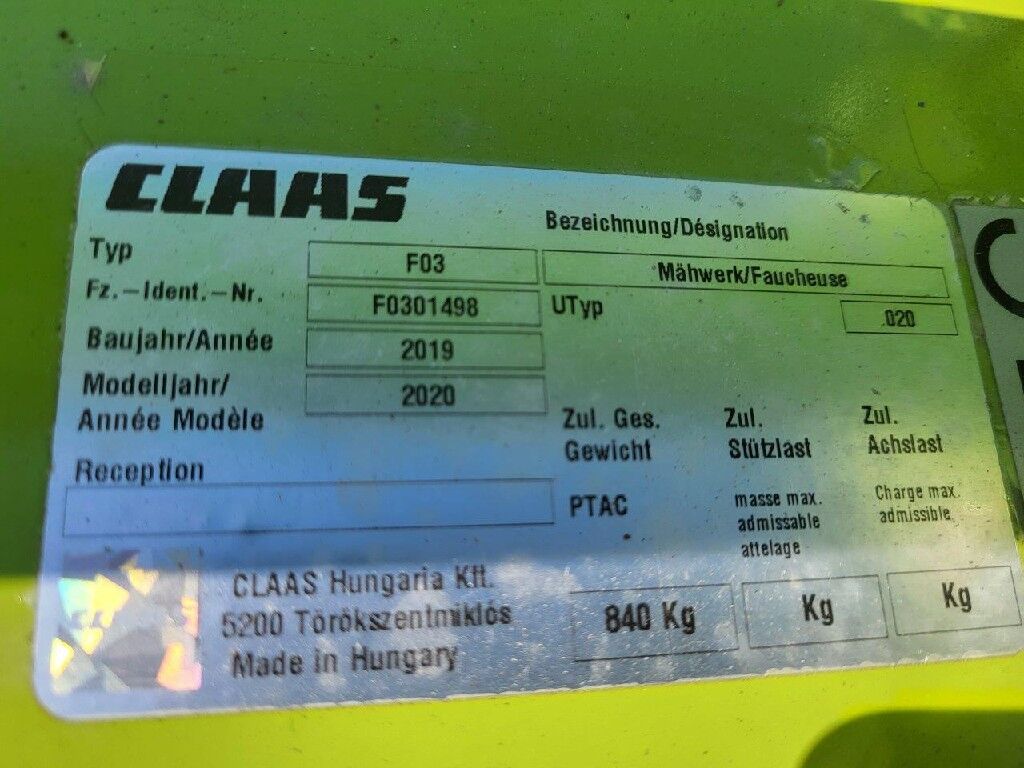 CLAAS
Bezeichnung/Désignation
Typ F03 Mähwerk/Faucheuse
Fz.-Ident.-Nr. F0301498 UTyp .020
Baujahr/Année 2019
Modelljahr/ 2020
Année Modèle
Zul. Ges. Zul. Zul.
Gewicht Stützlast Achslast
Reception
PTAC masse max. Charge max.
admissable admissible
attelage
CLAAS Hungaria Kft.
5200 Törökszentmiklós
Made in Hungary
840 Kg Kg Kg